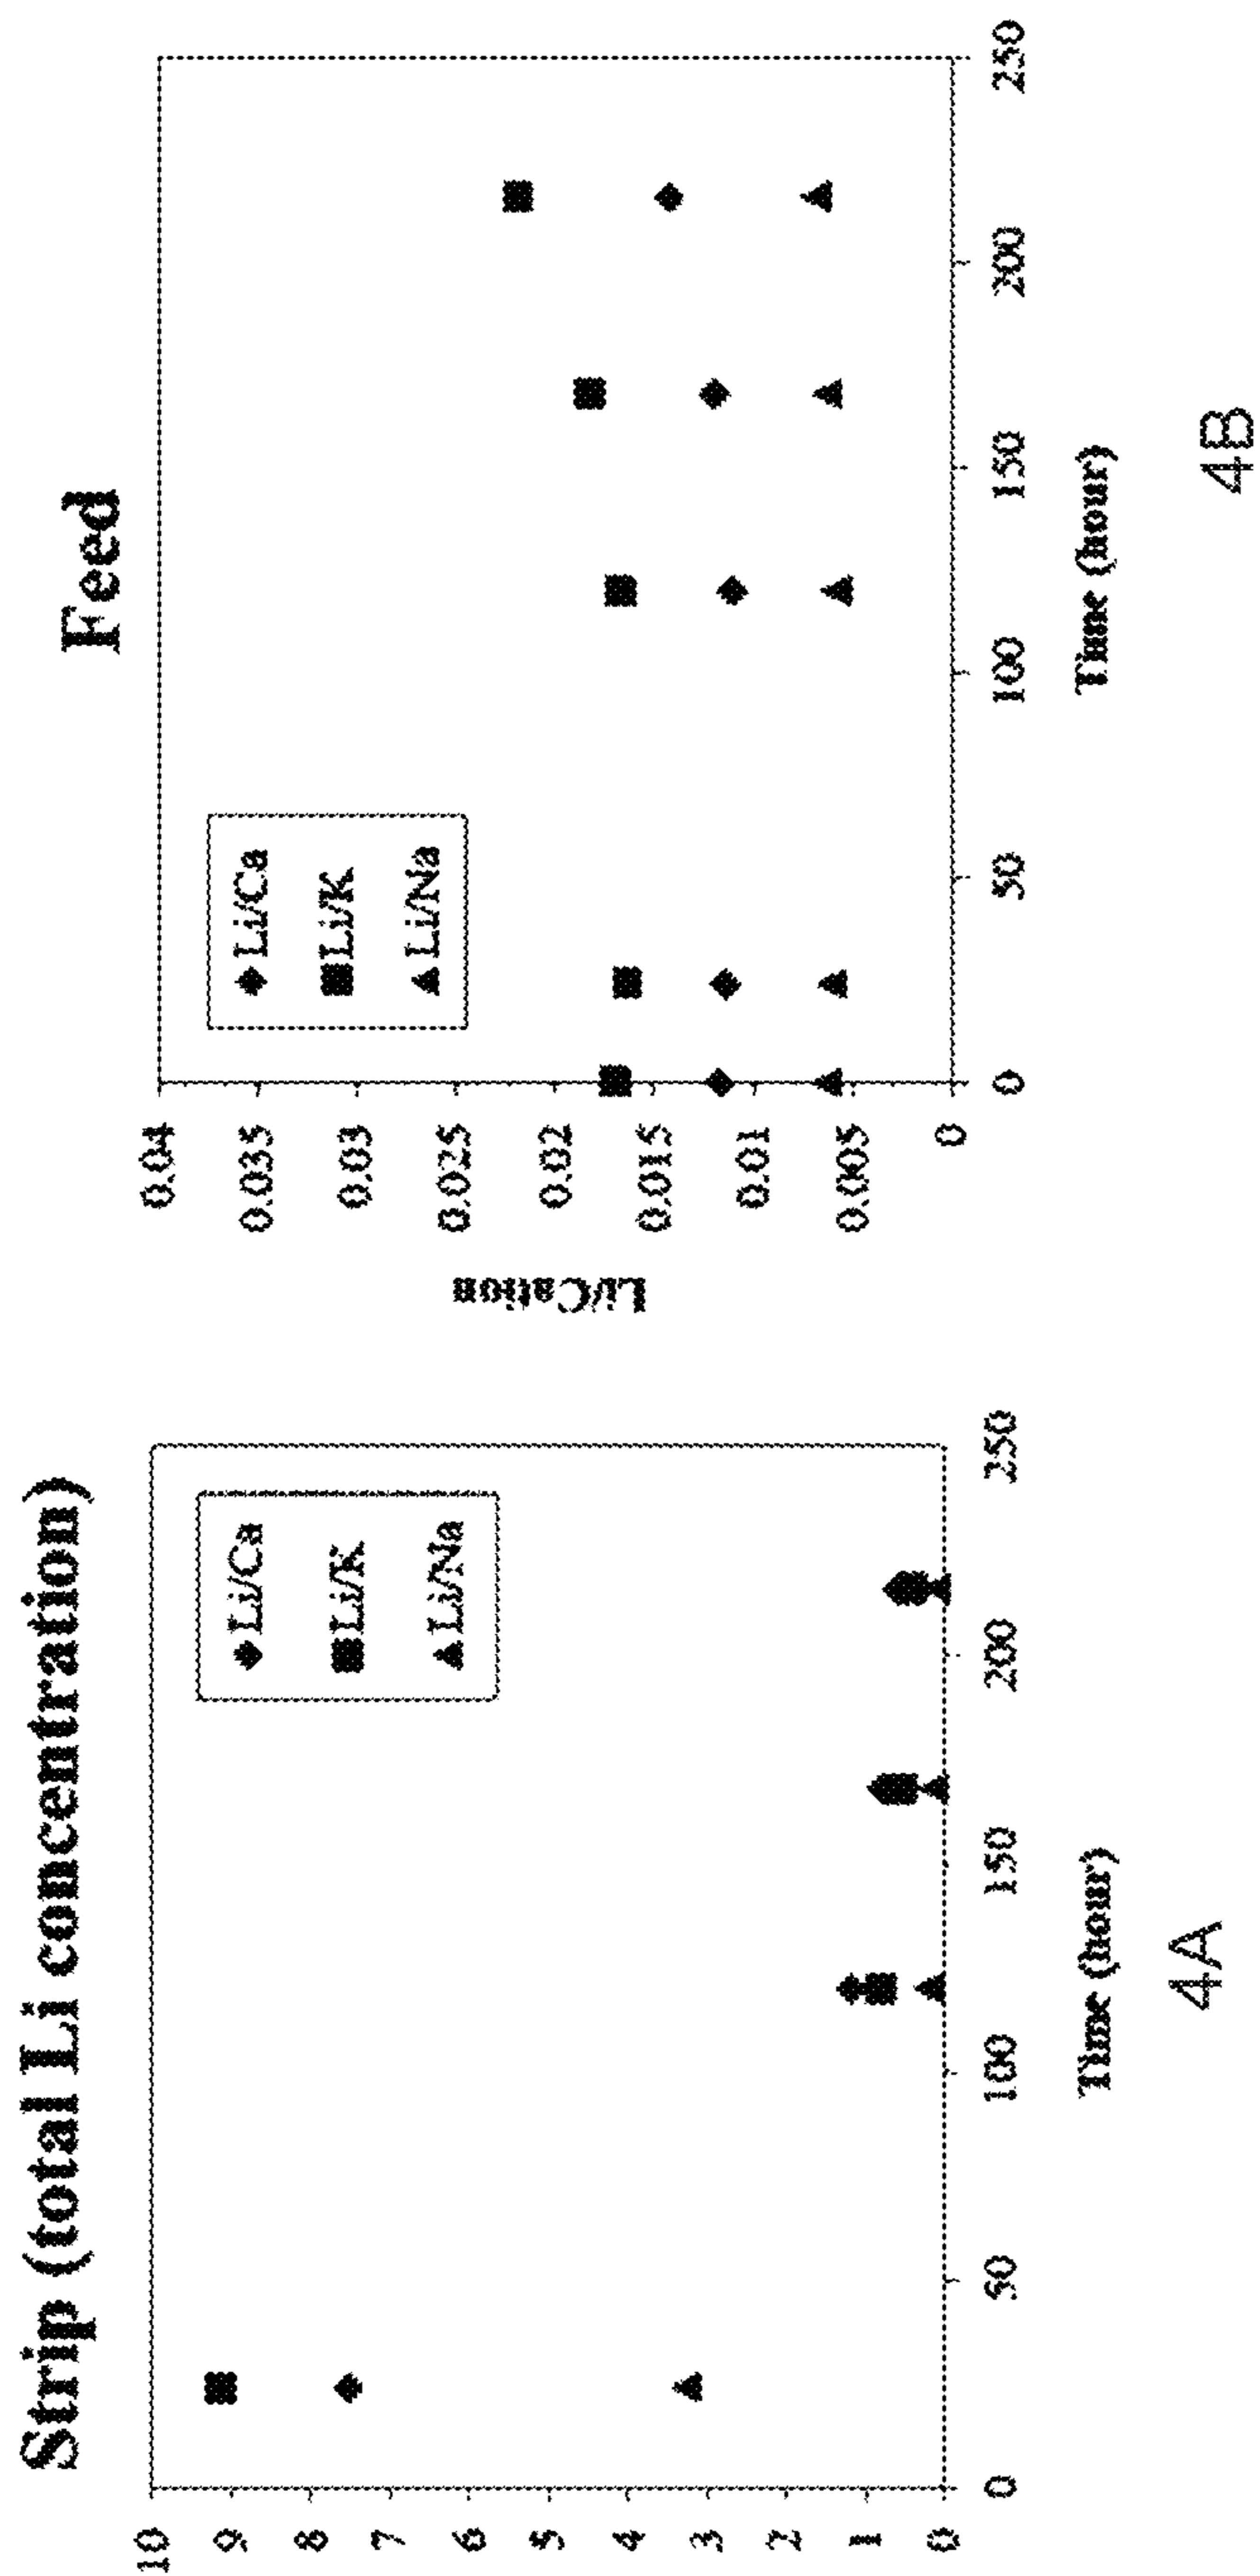 Strip (total Li concentration)
10
9
8
7
6
5
4
3
2
1
0
Li/Ca
Li/K
Li/Na
0 50 100 150 200 250
Time (hour)
4A
Feed
Li/Cation
0.04
0.035
0.03
0.025
0.02
0.015
0.01
0.005
0
Li/Ca
Li/K
Li/Na
0 50 100 150 200 250
Time (hour)
4B